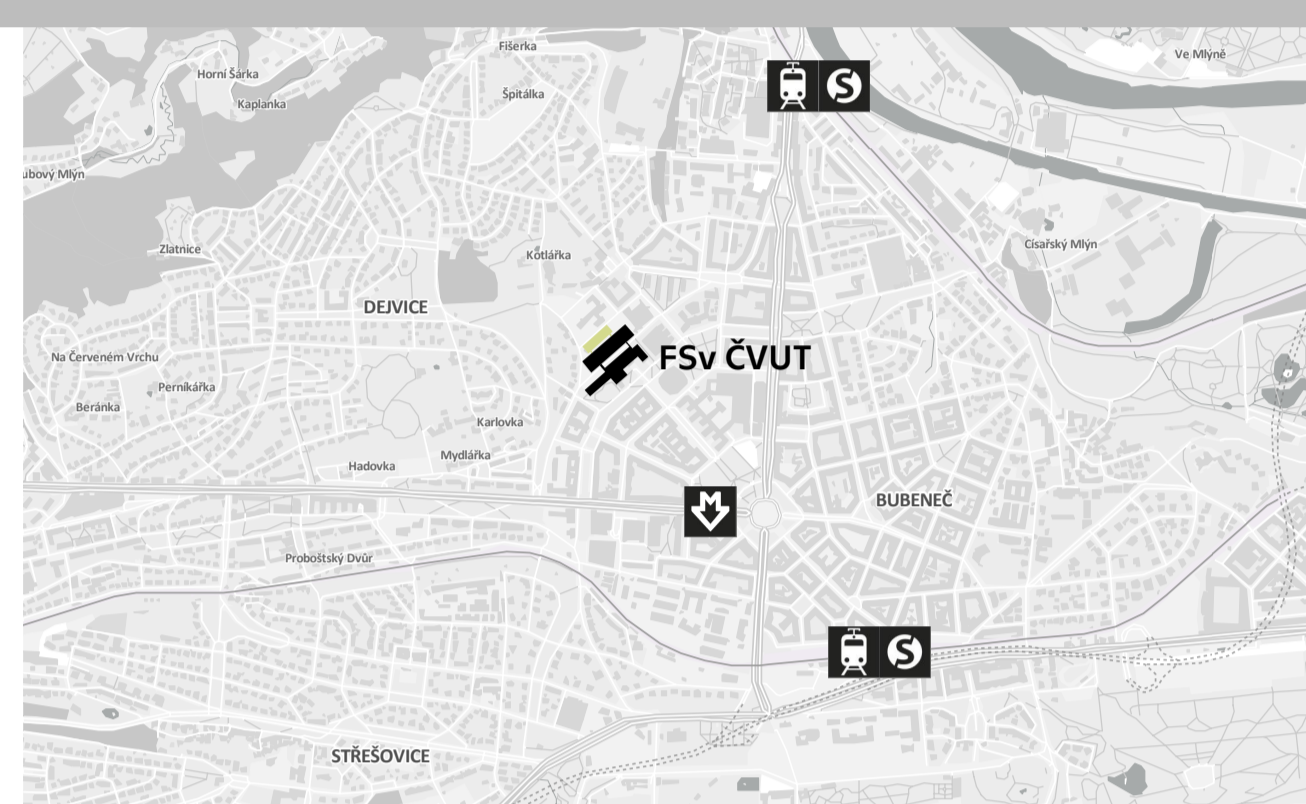 Fišerka
Ve Mlýně
Horní Šárka
Špitálka
Kaplanka
S
ubový Mlýn
Zlatnice
Císařský Mlýn
Kotlářka
DEJVICE
Na Červeném Vrchu
FSv ČVUT
Perníkářka
Beránka
Karlovka
Mydlářka
Hadovka
BUBENEČ
M
Proboštský Dvůr
S
STŘEŠOVICE